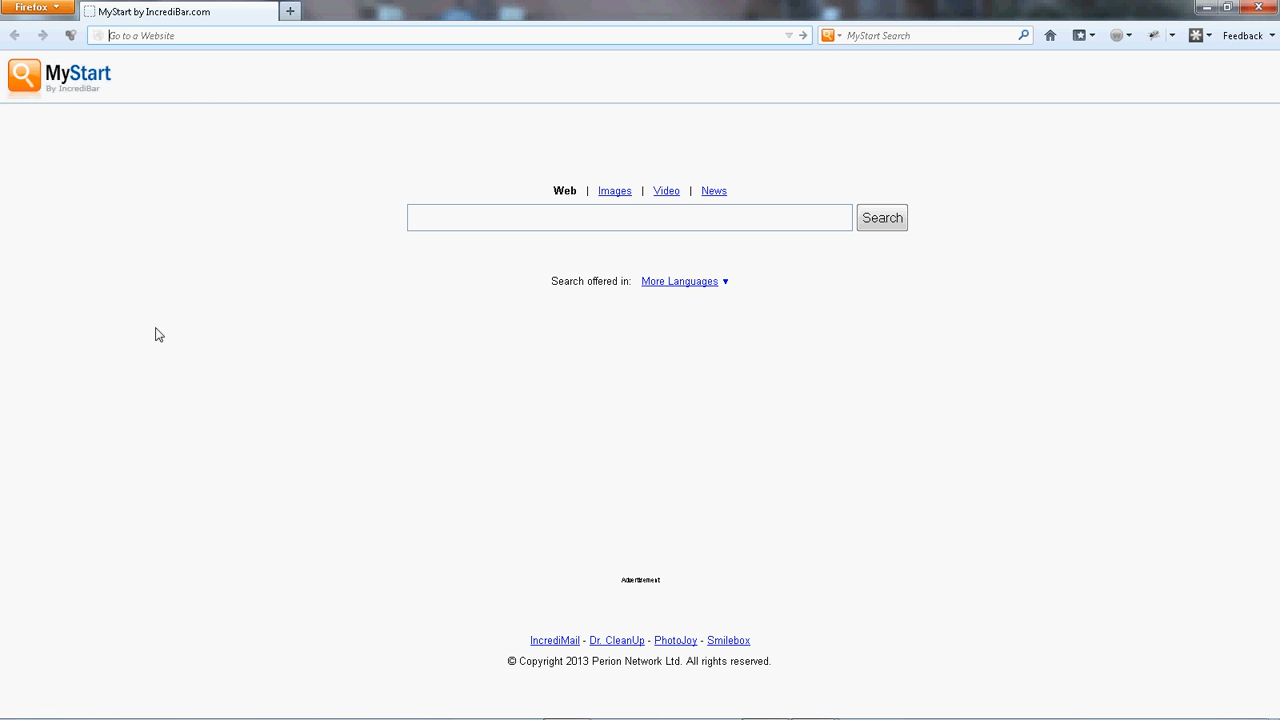 Firefox
MyStart by IncrediBar.com
Go to a Website
MyStart Search
Feedback
MyStart
By IncrediBar
Web | Images | Video | News
Search
Search offered in: More Languages ▼
Advertisement
IncrediMail - Dr. CleanUp - PhotoJoy - Smilebox
© Copyright 2013 Perion Network Ltd. All rights reserved.